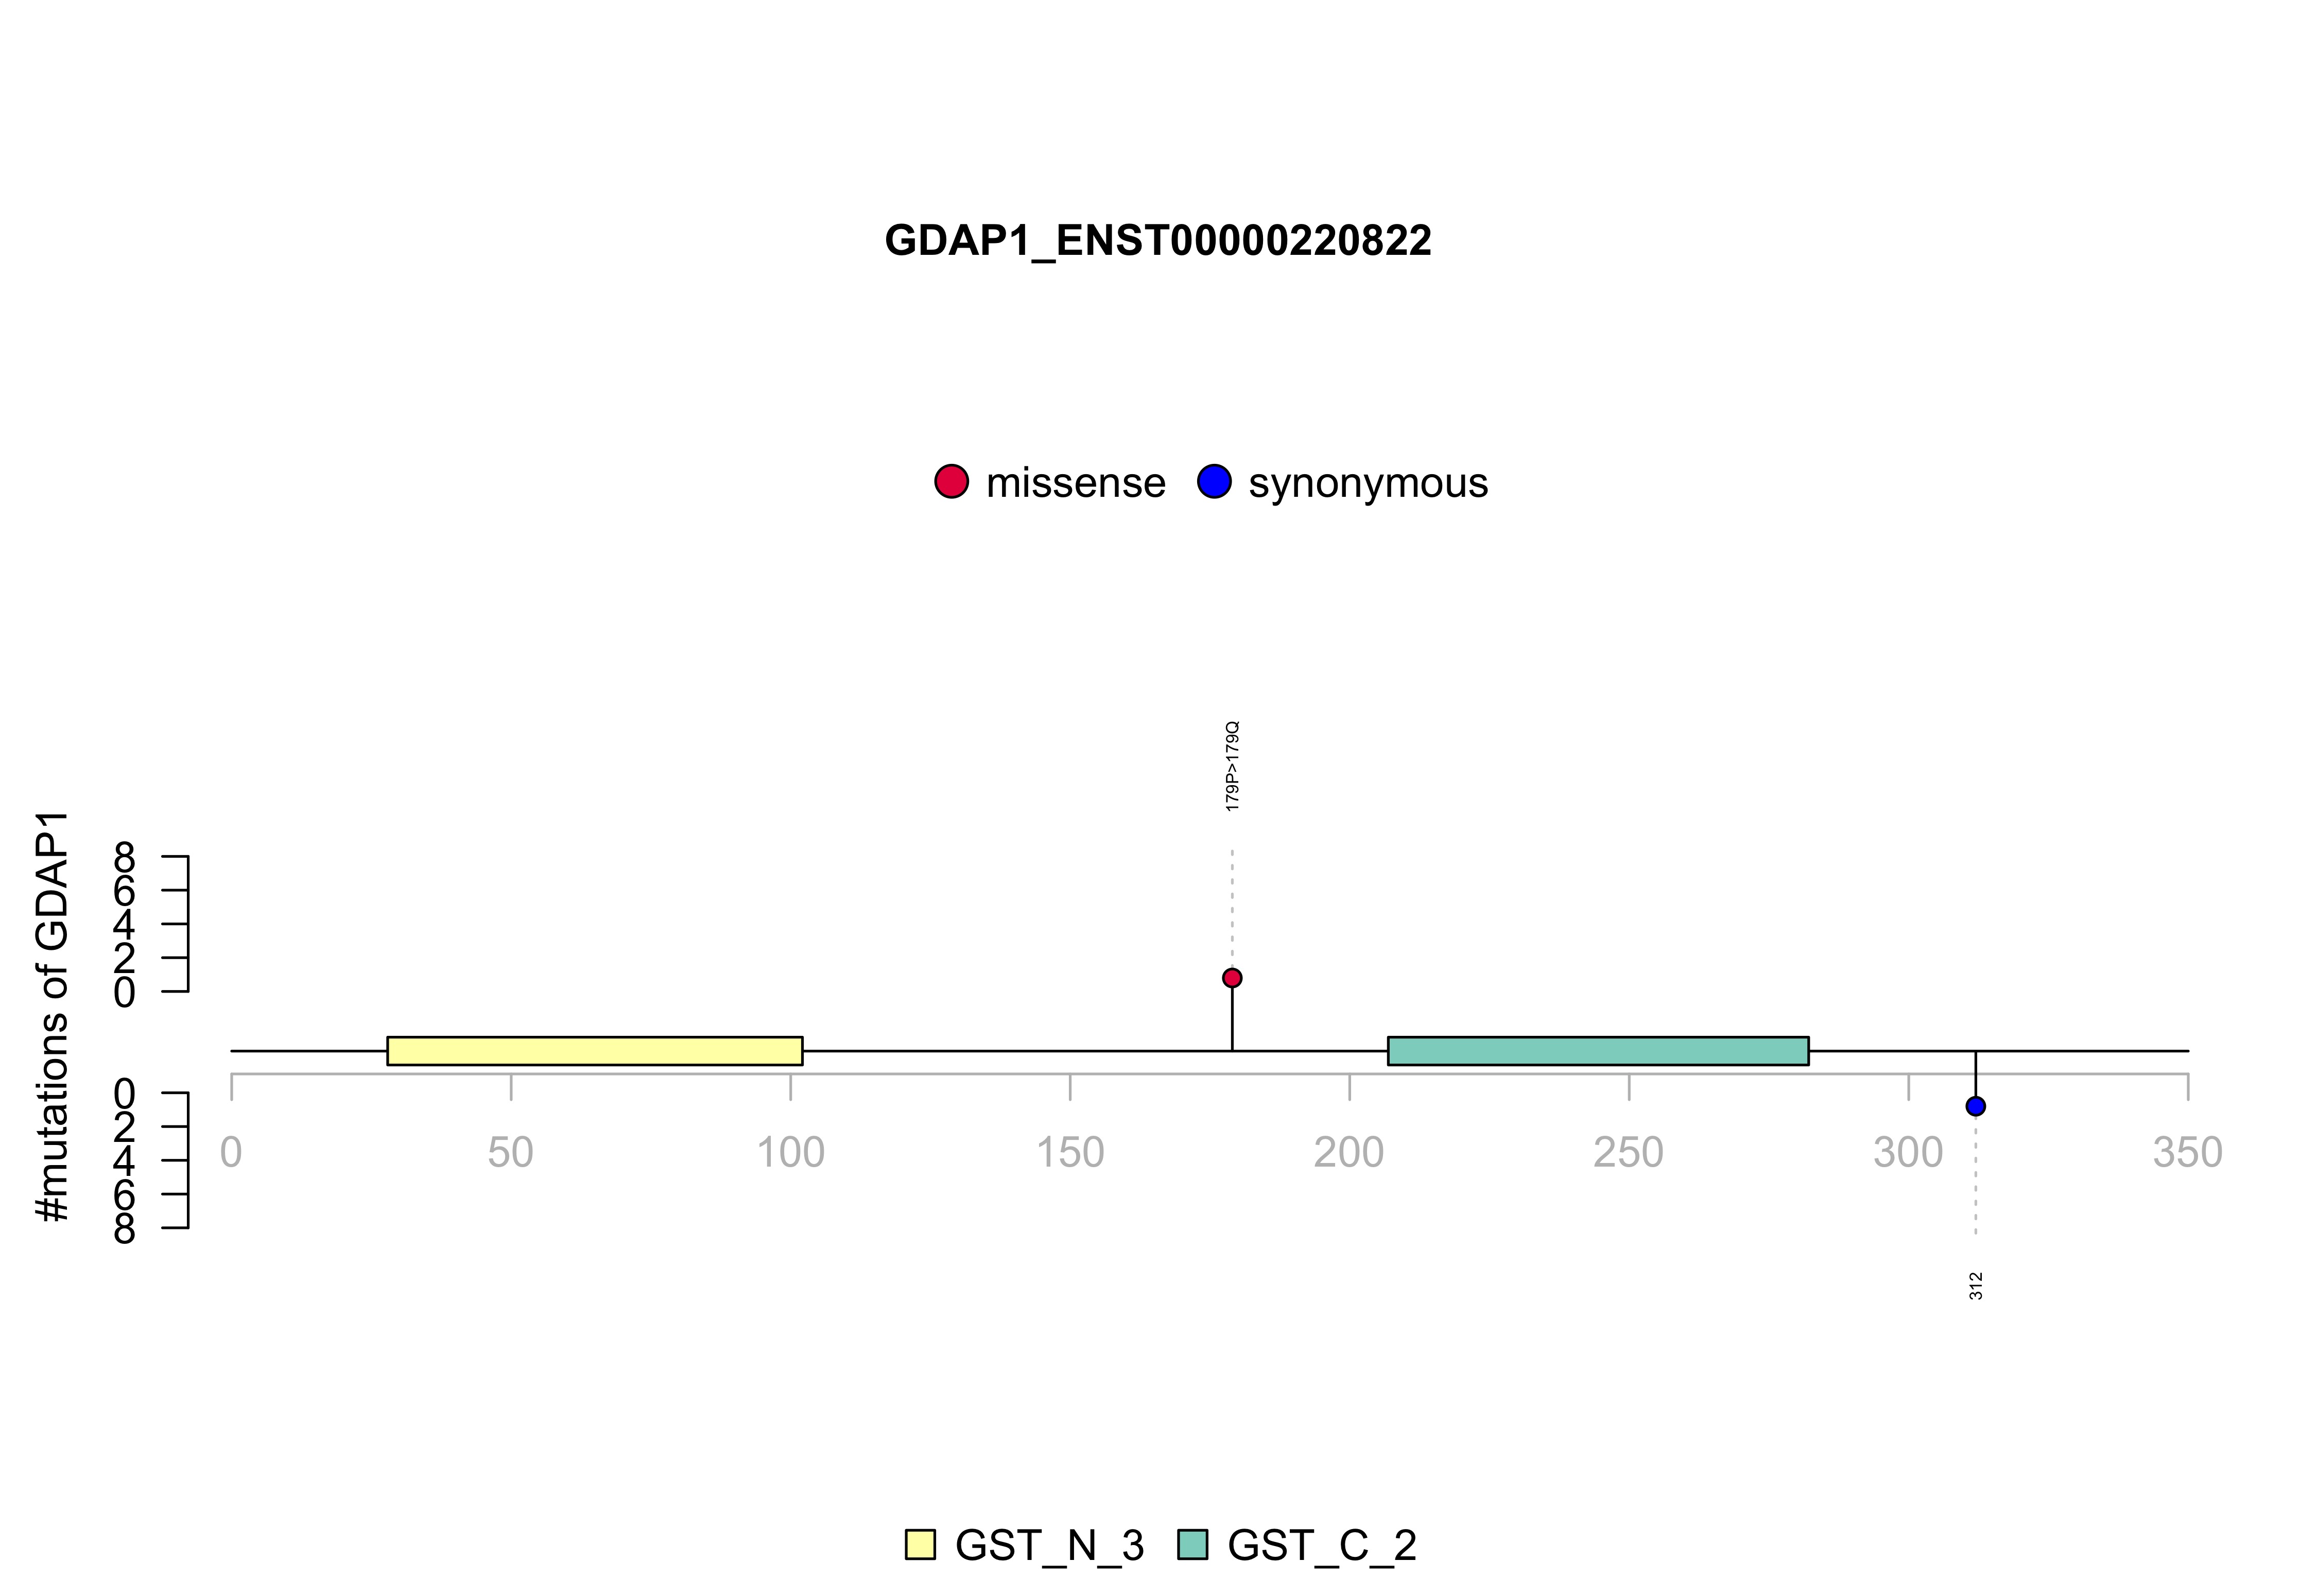 GDAP1_ENST00000220822
missense synonymous
179P>179Q
#mutations of GDAP1
8
6
4
2
0
0
2
4
6
8
0 50 100 150 200 250 300 350
312
GST_N_3 GST_C_2